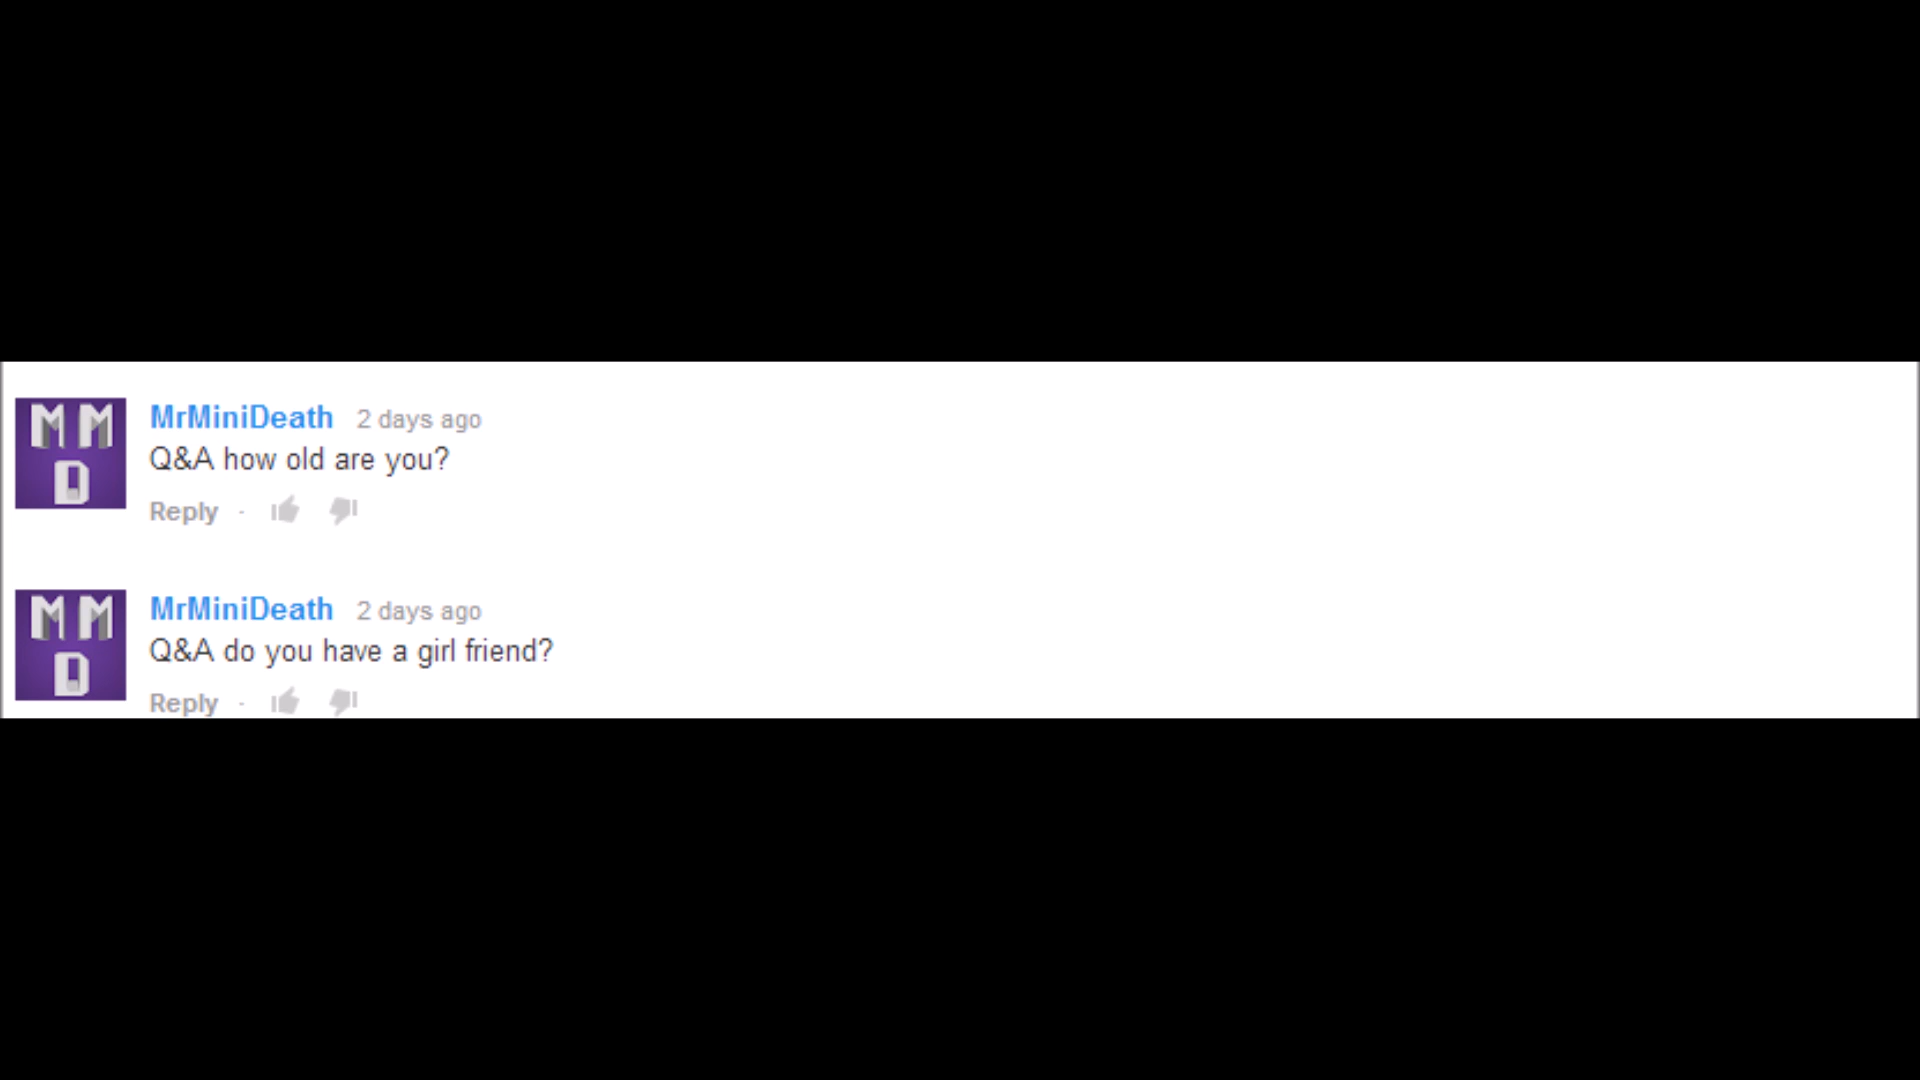 M M
D
MrMiniDeath 2 days ago
Q&A how old are you?
Reply ·
M M
D
MrMiniDeath 2 days ago
Q&A do you have a girl friend?
Reply ·